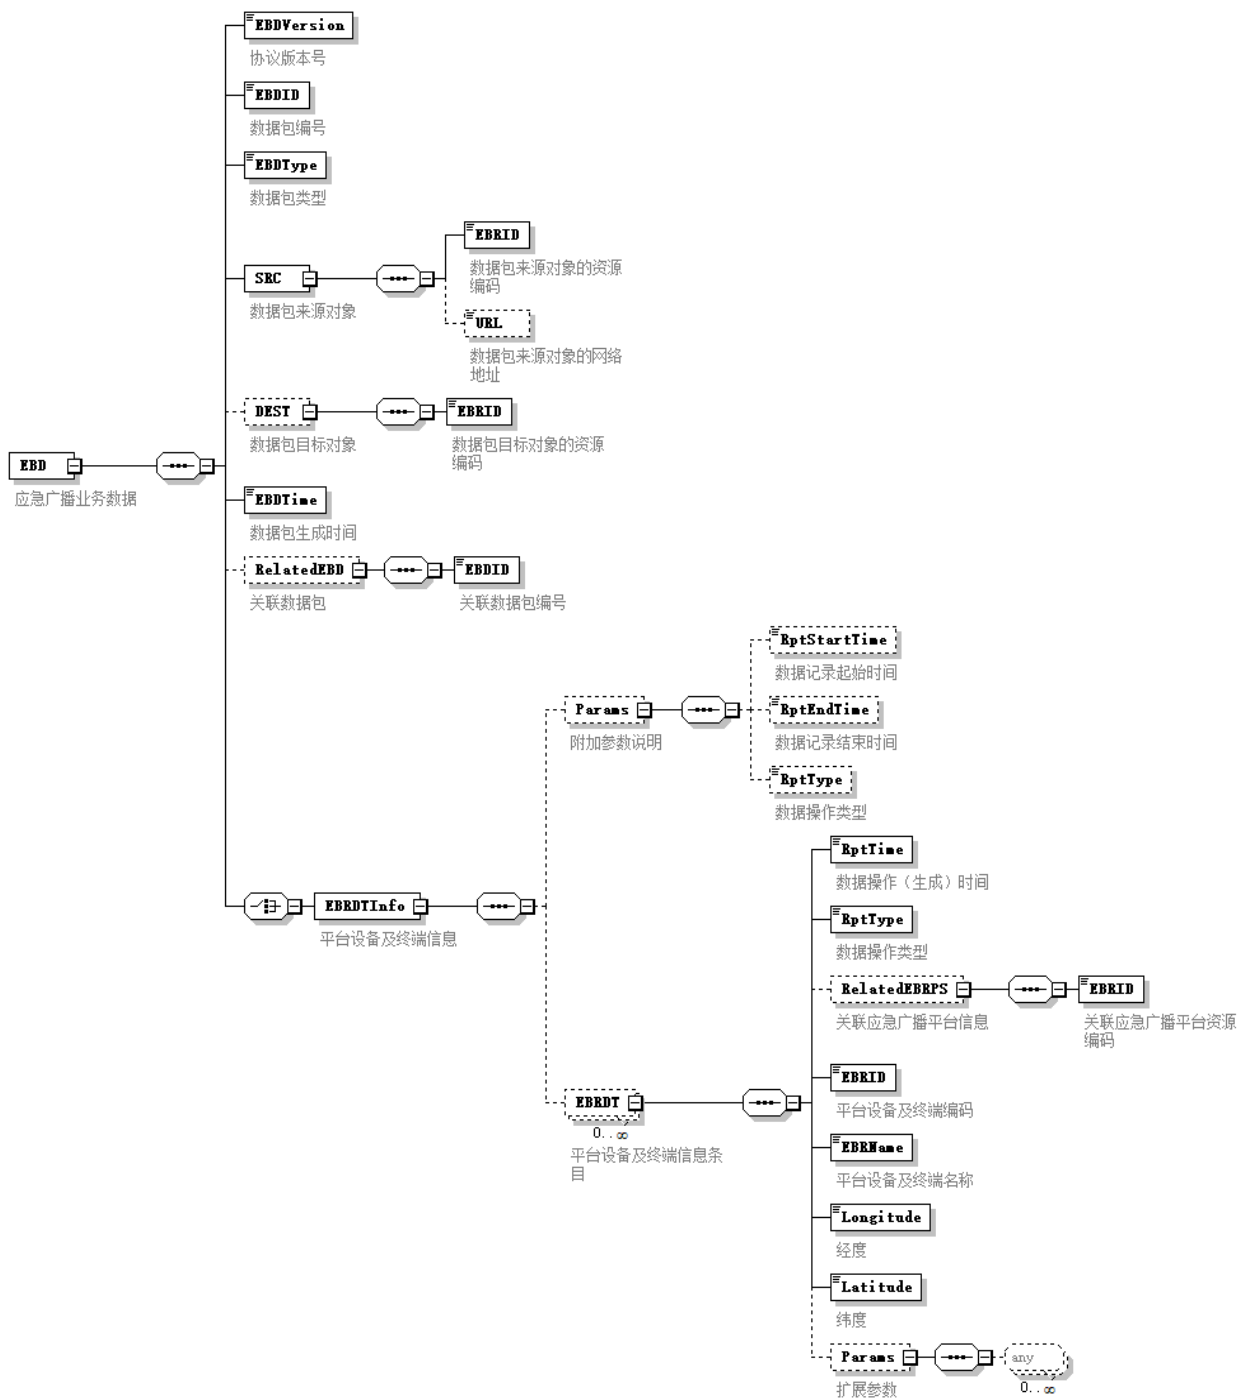 EBDVersion
协议版本号
EBDID
数据包编号
EBDType
数据包类型
EBRID
SRC
数据包来源对象的资源
编码
数据包来源对象
URL
数据包来源对象的网络
地址
DEST
EBRID
数据包目标对象
数据包目标对象的资源
编码
EBD
应急广播业务数据
EBDTime
数据包生成时间
RelatedEBD
EBDID
关联数据包
关联数据包编号
RptStartTime
数据记录起始时间
Params
RptEndTime
附加参数说明
数据记录结束时间
RptType
数据操作类型
RptTime
数据操作（生成）时间
EBRDTInfo
RptType
平台设备及终端信息
数据操作类型
RelatedEBRPS
EBRID
关联应急广播平台信息
关联应急广播平台资源
编码
EBRID
平台设备及终端编码
EBRDT
0..∞
平台设备及终端信息条
目
EBRName
平台设备及终端名称
Longitude
经度
Latitude
纬度
Params
any
扩展参数
0..∞